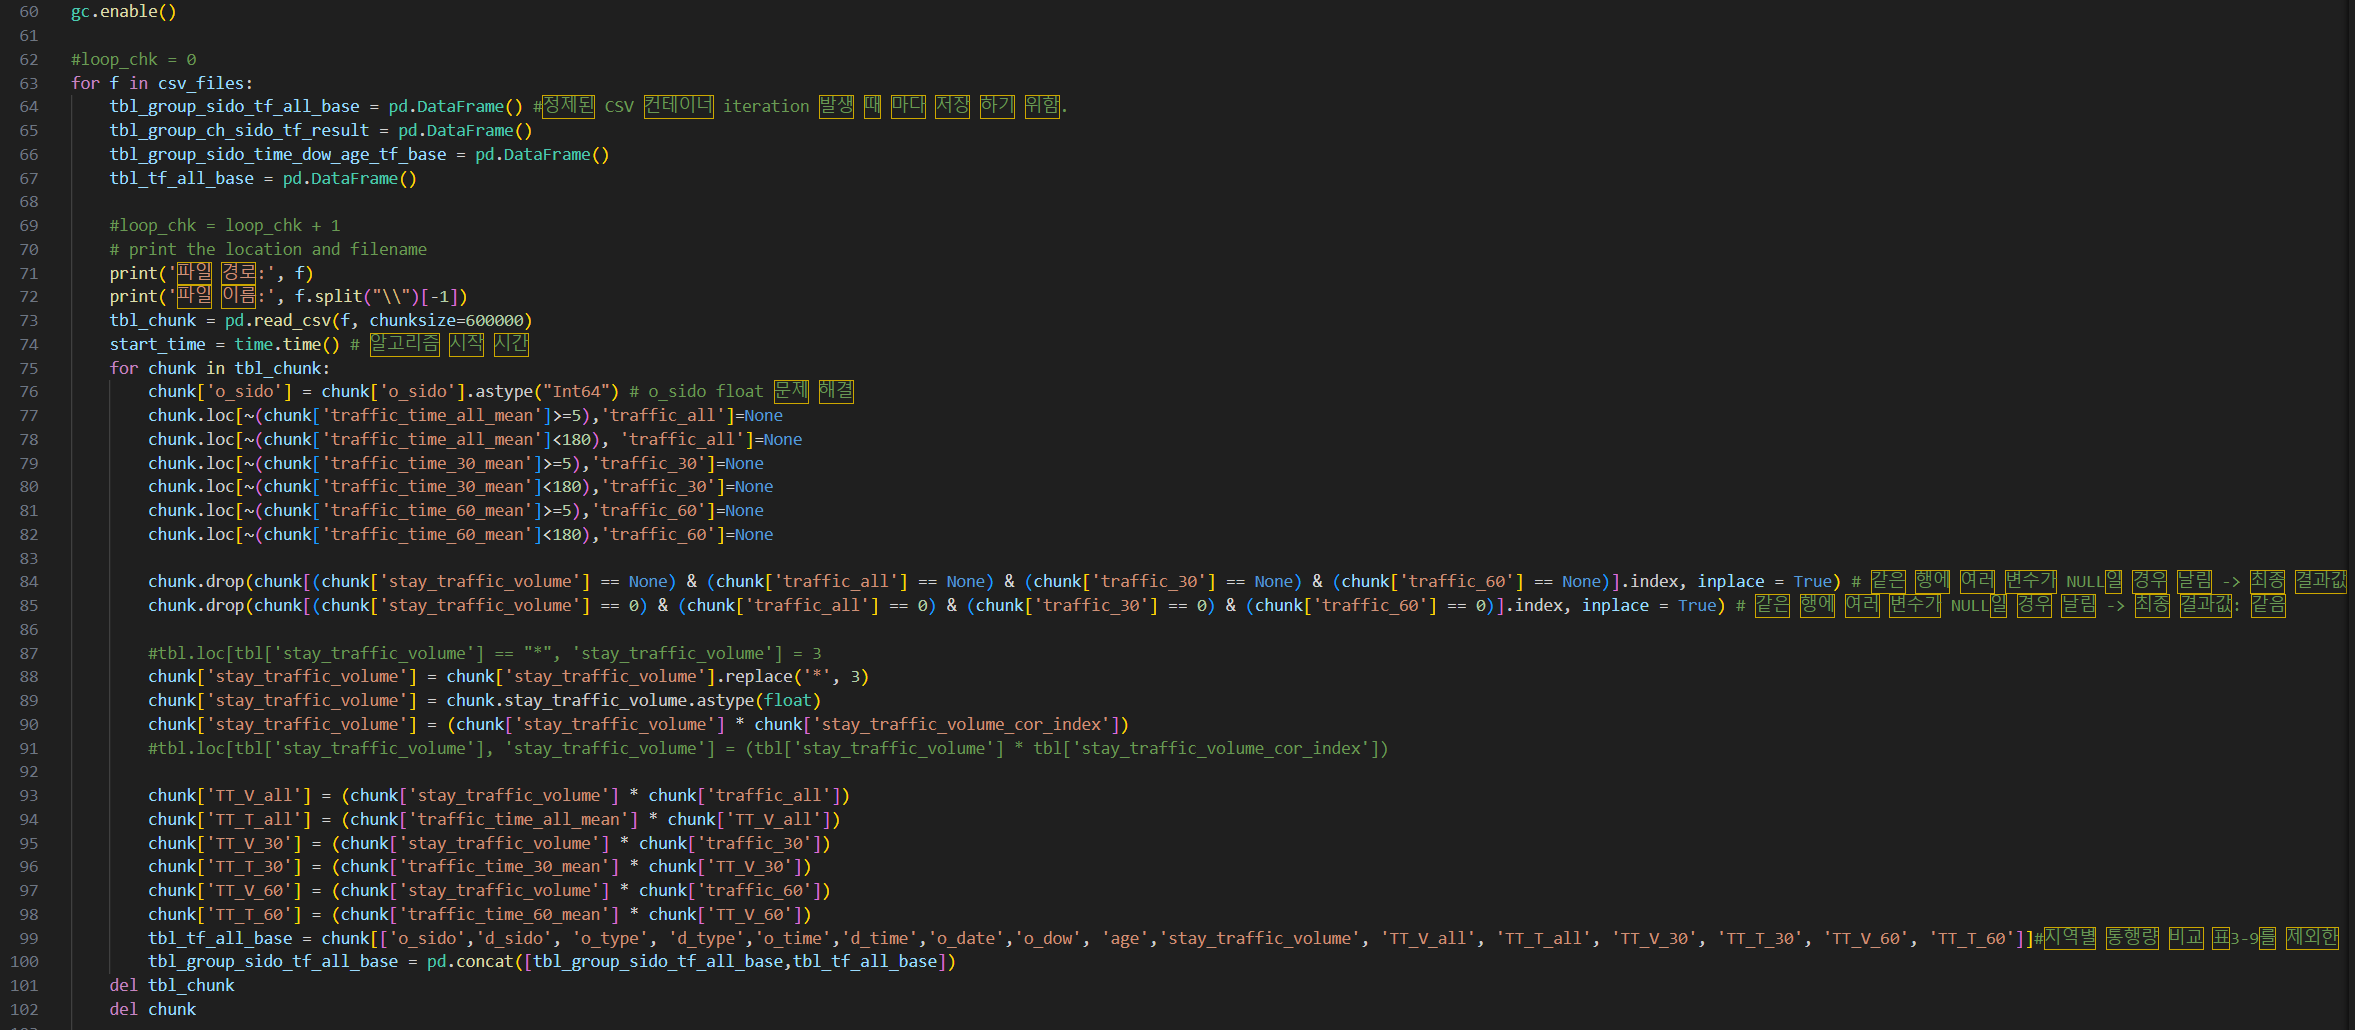 60 gc.enable()
61
62 #loop_chk = 0
63 for f in csv_files:
64     tbl_group_sido_tf_all_base = pd.DataFrame() #정제된 CSV 컨테이너 iteration 발생 때 마다 저장 하기 위함.
65     tbl_group_ch_sido_tf_result = pd.DataFrame()
66     tbl_group_sido_time_dow_age_tf_base = pd.DataFrame()
67     tbl_tf_all_base = pd.DataFrame()
68
69     #loop_chk = loop_chk + 1
70     # print the location and filename
71     print('파일 경로:', f)
72     print('파일 이름:', f.split("\\")[-1])
73     tbl_chunk = pd.read_csv(f, chunksize=600000)
74     start_time = time.time() # 알고리즘 시작 시간
75     for chunk in tbl_chunk:
76         chunk['o_sido'] = chunk['o_sido'].astype("Int64") # o_sido float 문제 해결
77         chunk.loc[~(chunk['traffic_time_all_mean']>=5),'traffic_all']=None
78         chunk.loc[~(chunk['traffic_time_all_mean']<180), 'traffic_all']=None
79         chunk.loc[~(chunk['traffic_time_30_mean']>=5),'traffic_30']=None
80         chunk.loc[~(chunk['traffic_time_30_mean']<180),'traffic_30']=None
81         chunk.loc[~(chunk['traffic_time_60_mean']>=5),'traffic_60']=None
82         chunk.loc[~(chunk['traffic_time_60_mean']<180),'traffic_60']=None
83
84         chunk.drop(chunk[(chunk['stay_traffic_volume'] == None) & (chunk['traffic_all'] == None) & (chunk['traffic_30'] == None) & (chunk['traffic_60'] == None)].index, inplace = True) # 같은 행에 여러 변수가 NULL일 경우 날림 -> 최종 결과값
85         chunk.drop(chunk[(chunk['stay_traffic_volume'] == 0) & (chunk['traffic_all'] == 0) & (chunk['traffic_30'] == 0) & (chunk['traffic_60'] == 0)].index, inplace = True) # 같은 행에 여러 변수가 NULL일 경우 날림 -> 최종 결과값: 같음
86
87         #tbl.loc[tbl['stay_traffic_volume'] == "*", 'stay_traffic_volume'] = 3
88         chunk['stay_traffic_volume'] = chunk['stay_traffic_volume'].replace('*', 3)
89         chunk['stay_traffic_volume'] = chunk.stay_traffic_volume.astype(float)
90         chunk['stay_traffic_volume'] = (chunk['stay_traffic_volume'] * chunk['stay_traffic_volume_cor_index'])
91         #tbl.loc[tbl['stay_traffic_volume'], 'stay_traffic_volume'] = (tbl['stay_traffic_volume'] * tbl['stay_traffic_volume_cor_index'])
92
93         chunk['TT_V_all'] = (chunk['stay_traffic_volume'] * chunk['traffic_all'])
94         chunk['TT_T_all'] = (chunk['traffic_time_all_mean'] * chunk['TT_V_all'])
95         chunk['TT_V_30'] = (chunk['stay_traffic_volume'] * chunk['traffic_30'])
96         chunk['TT_T_30'] = (chunk['traffic_time_30_mean'] * chunk['TT_V_30'])
97         chunk['TT_V_60'] = (chunk['stay_traffic_volume'] * chunk['traffic_60'])
98         chunk['TT_T_60'] = (chunk['traffic_time_60_mean'] * chunk['TT_V_60'])
99         tbl_tf_all_base = chunk[['o_sido','d_sido', 'o_type', 'd_type','o_time','d_time','o_date','o_dow', 'age','stay_traffic_volume', 'TT_V_all', 'TT_T_all', 'TT_V_30', 'TT_T_30', 'TT_V_60', 'TT_T_60']]#지역별 통행량 비교 표3-9를 제외한
100         tbl_group_sido_tf_all_base = pd.concat([tbl_group_sido_tf_all_base,tbl_tf_all_base])
101     del tbl_chunk
102     del chunk